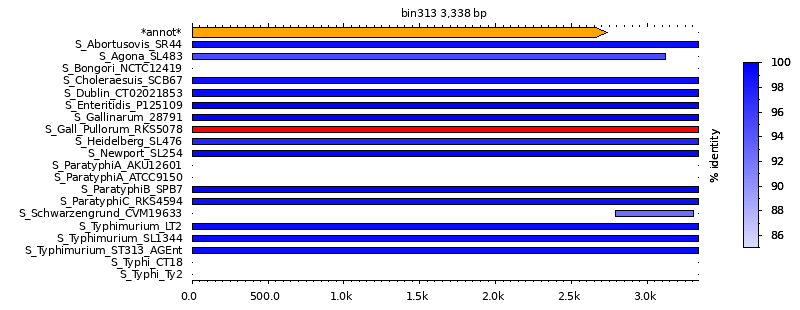 bin313 3,338 bp
*annot*
S_Abortusovis_SR44
S_Agona_SL483
S_Bongori_NCTC12419
S_Choleraesuis_SCB67
S_Dublin_CT02021853
S_Enteritidis_P125109
S_Gallinarum_28791
S_Gall_Pullorum_RKS5078
S_Heidelberg_SL476
S_Newport_SL254
S_ParatyphiA_AKU12601
S_ParatyphiA_ATCC9150
S_ParatyphiB_SPB7
S_ParatyphiC_RKS4594
S_Schwarzengrund_CVM19633
S_Typhimurium_LT2
S_Typhimurium_SL1344
S_Typhimurium_ST313_AGEnt
S_Typhi_CT18
S_Typhi_Ty2
0.0 500.0 1.0k 1.5k 2.0k 2.5k 3.0k
% identity
100
98
96
94
92
90
88
86